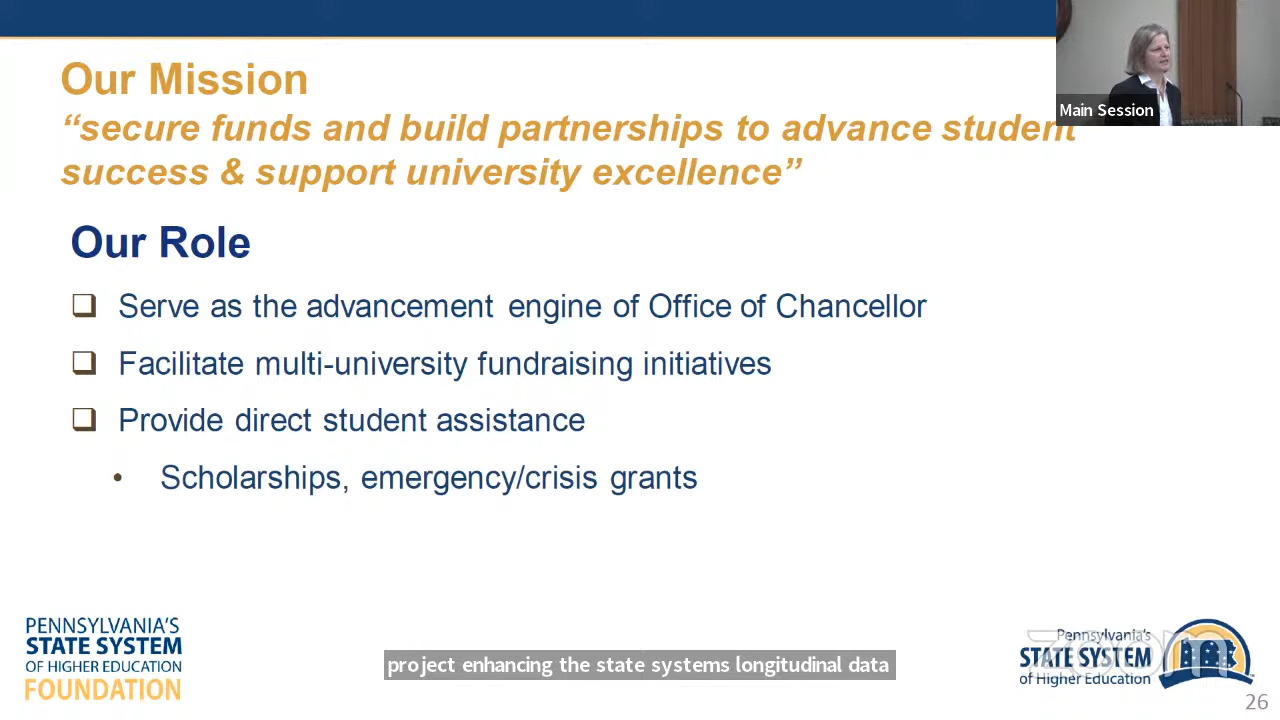 Our Mission
“secure funds and build partnerships to advance student
success & support university excellence”
Main Session
Our Role
Serve as the advancement engine of Office of Chancellor
Facilitate multi-university fundraising initiatives
Provide direct student assistance
• Scholarships, emergency/crisis grants
PENNSYLVANIA'S
STATE SYSTEM
OF HIGHER EDUCATION
FOUNDATION
project enhancing the state systems longitudinal data
Pennsylvania's
STATE SYSTEM
of Higher Education
zoom
26